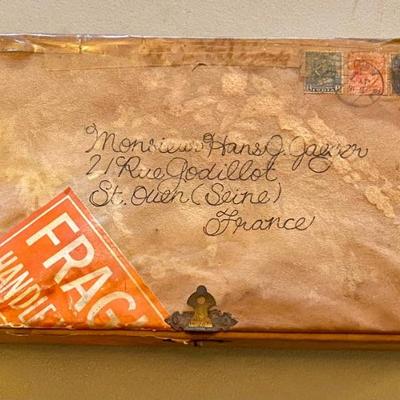 Monsieur Hans J. Jaeger
21 Rue Godillot
St. Ouen (Seine)
France
FRAG
HANDLE